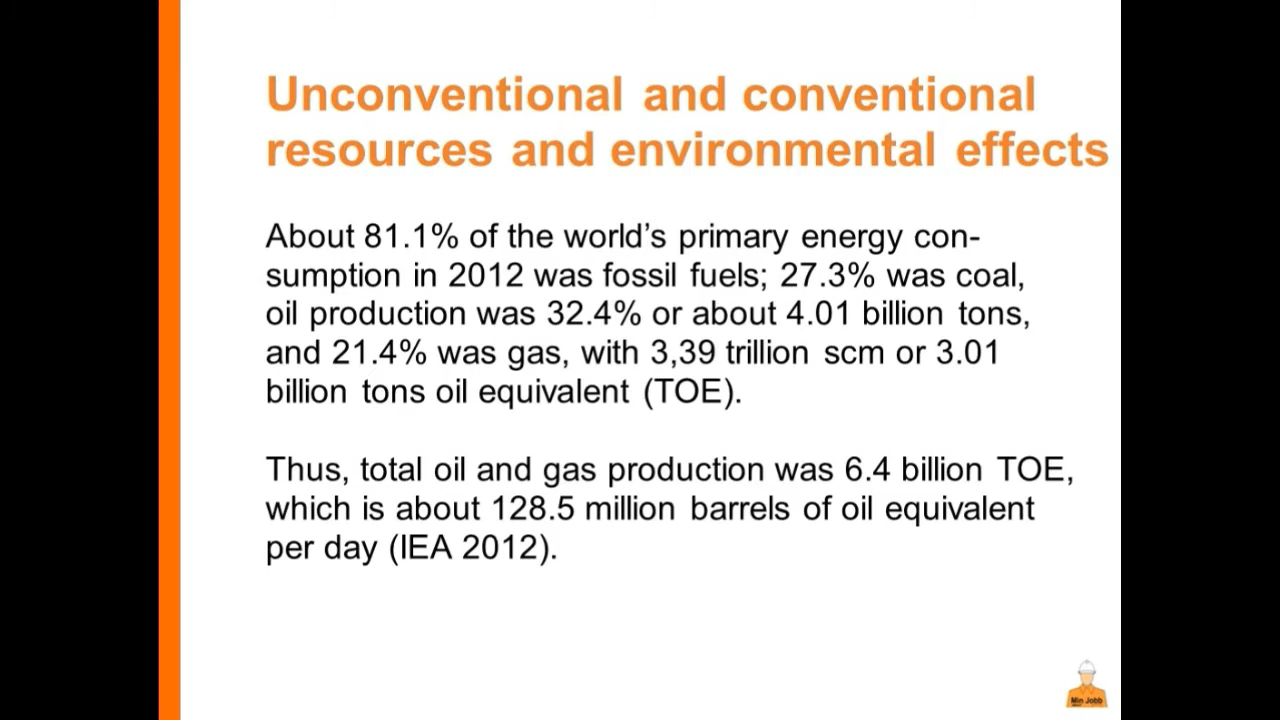 Unconventional and conventional
resources and environmental effects
About 81.1% of the world’s primary energy con-
sumption in 2012 was fossil fuels; 27.3% was coal,
oil production was 32.4% or about 4.01 billion tons,
and 21.4% was gas, with 3,39 trillion scm or 3.01
billion tons oil equivalent (TOE).
Thus, total oil and gas production was 6.4 billion TOE,
which is about 128.5 million barrels of oil equivalent
per day (IEA 2012).
Min Jobb